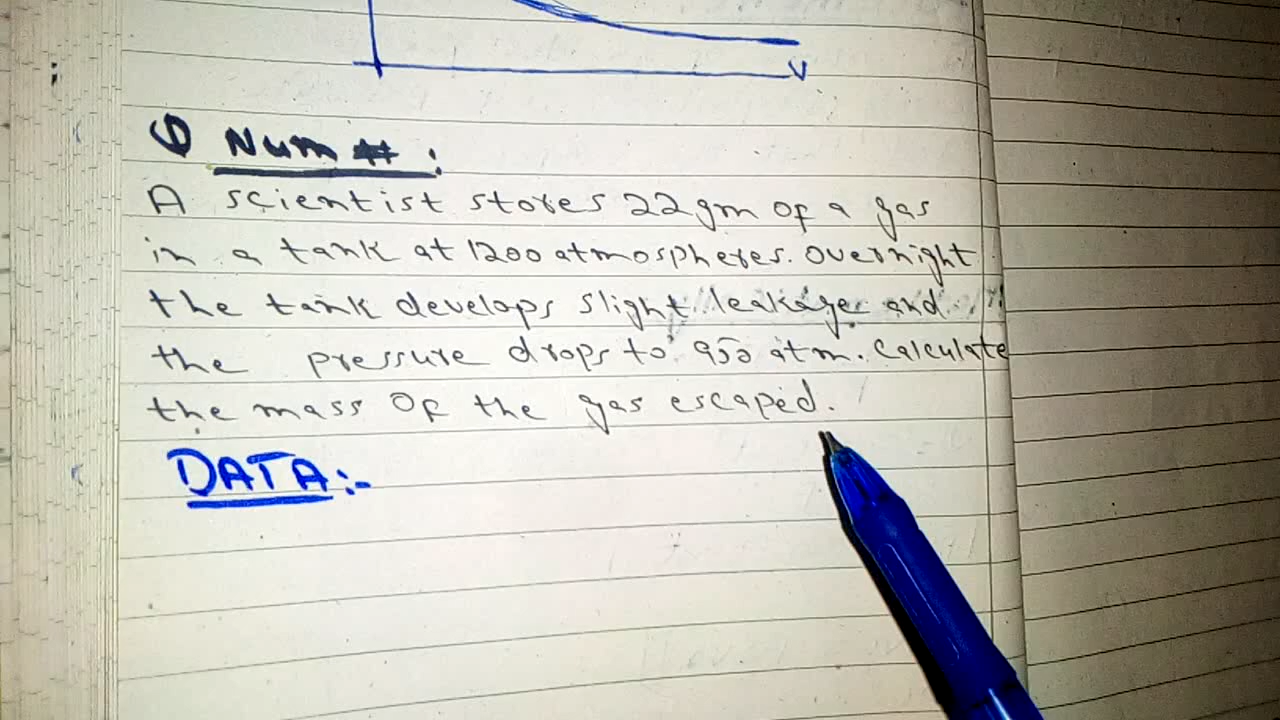 V
① Num # :
A scientist stores 22gm of a gas
in a tank at 1200 atmospheres. overnight
the tank develops slight leakage and
the pressure drops to 950 atm. calculate
the mass of the gas escaped.
DATA:-